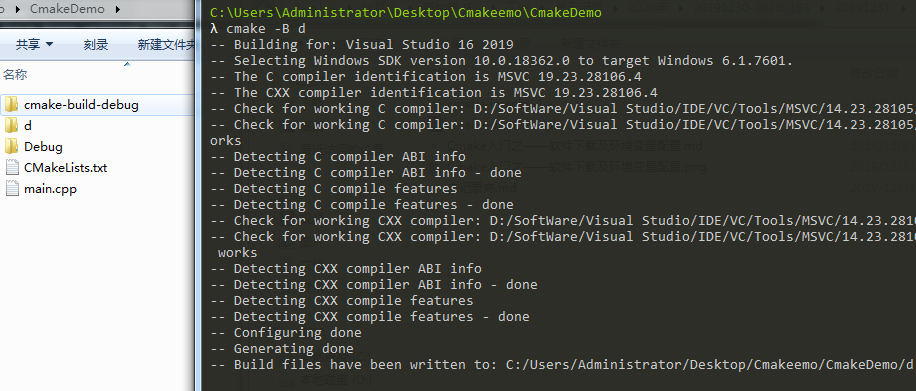 CmakeDemo
共享
刻录
新建文件夹
名称
cmake-build-debug
d
Debug
CMakeLists.txt
main.cpp
C:\Users\Administrator\Desktop\Cmakeemo\CmakeDemo
λ cmake -B d
-- Building for: Visual Studio 16 2019
-- Selecting Windows SDK version 10.0.18362.0 to target Windows 6.1.7601.
-- The C compiler identification is MSVC 19.23.28106.4
-- The CXX compiler identification is MSVC 19.23.28106.4
-- Check for working C compiler: D:/SoftWare/Visual Studio/IDE/VC/Tools/MSVC/14.23.28105/
-- Check for working C compiler: D:/SoftWare/Visual Studio/IDE/VC/Tools/MSVC/14.23.28105/
orks
-- Detecting C compiler ABI info
-- Detecting C compiler ABI info - done
-- Detecting C compile features
-- Detecting C compile features - done
-- Check for working CXX compiler: D:/SoftWare/Visual Studio/IDE/VC/Tools/MSVC/14.23.2810
-- Check for working CXX compiler: D:/SoftWare/Visual Studio/IDE/VC/Tools/MSVC/14.23.2810
works
-- Detecting CXX compiler ABI info
-- Detecting CXX compiler ABI info - done
-- Detecting CXX compile features
-- Detecting CXX compile features - done
-- Configuring done
-- Generating done
-- Build files have been written to: C:/Users/Administrator/Desktop/Cmakeemo/CmakeDemo/d